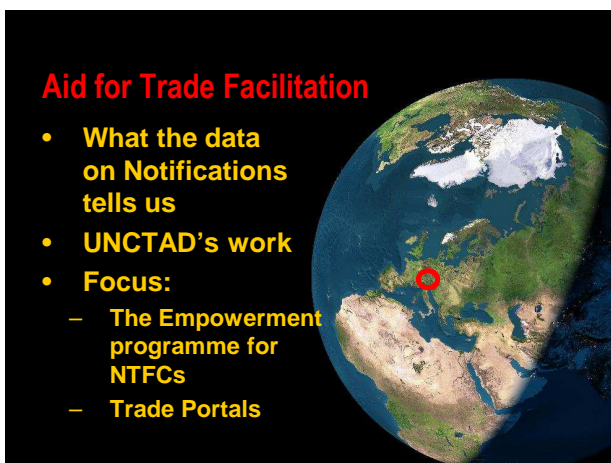 Aid for Trade Facilitation
• What the data
on Notifications
tells us
• UNCTAD's work
• Focus:
– The Empowerment
programme for
NTFCs
– Trade Portals